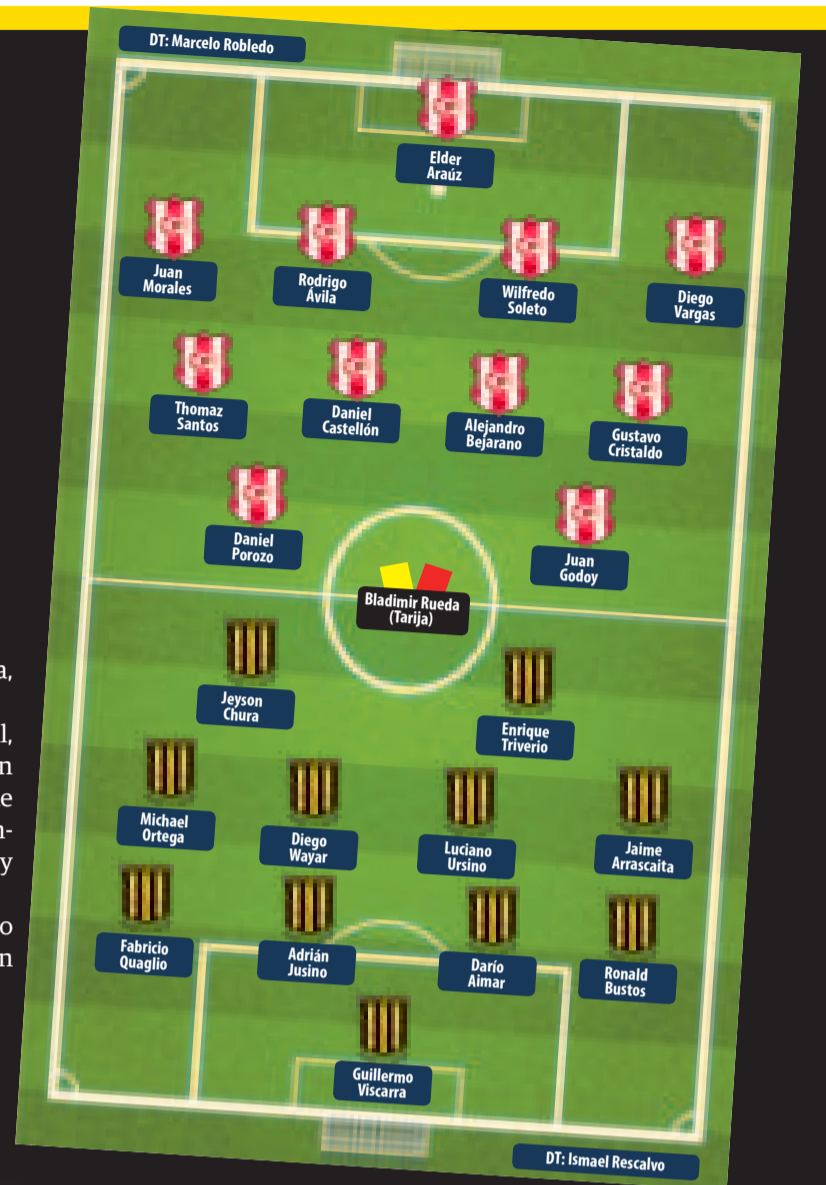 DT: Marcelo Robledo
Elder
Araúz
Juan
Morales
Rodrigo
Ávila
Wilfredo
Soleto
Diego
Vargas
Thomaz
Santos
Daniel
Castellón
Alejandro
Bejarano
Gustavo
Cristaldo
Daniel
Porozo
Juan
Godoy
Bladimir Rueda
(Tarija)
Jeyson
Chura
Enrique
Triverio
Michael
Ortega
Diego
Wayar
Luciano
Ursino
Jaime
Arrascaita
Fabricio
Quaglio
Adrián
Jusino
Darío
Aimar
Ronald
Bustos
Guillermo
Viscarra
DT: Ismael Rescalvo
a,
l,
n
e
n-
y
o
n